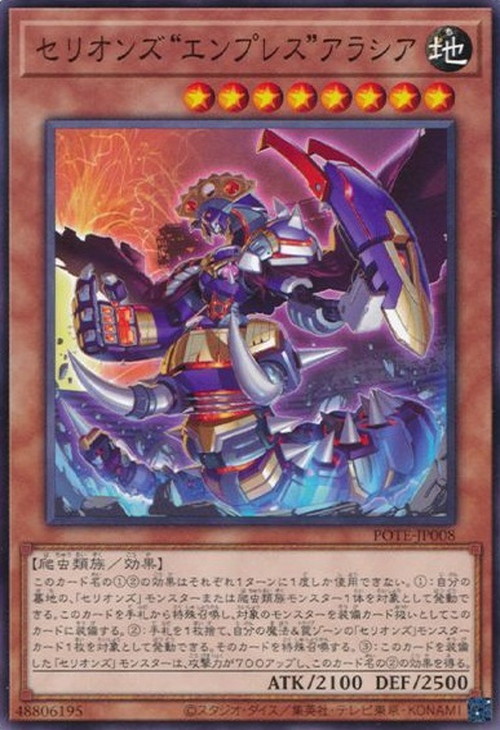 セリオンズ“エンプレス”アラシア
地
POTE-JP008
【爬虫類族／効果】
このカード名の①②の効果はそれぞれ1ターンに1度しか使用できない。①：自分の
墓地の、「セリオンズ」モンスターまたは爬虫類族モンスター1体を対象として発動で
きる。このカードを手札から特殊召喚し、対象のモンスターを装備カード扱いとしてこの
カードに装備する。②：手札を1枚捨て、自分の魔法＆罠ゾーンの「セリオンズ」モンスター
カード1枚を対象として発動できる。そのカードを特殊召喚する。③：このカードを装備
した「セリオンズ」モンスターは、攻撃力が７００アップし、このカード名の②の効果を得る。
ATK/2100 DEF/2500
48806195
©スタジオ・ダイス／集英社・テレビ東京・KONAMI